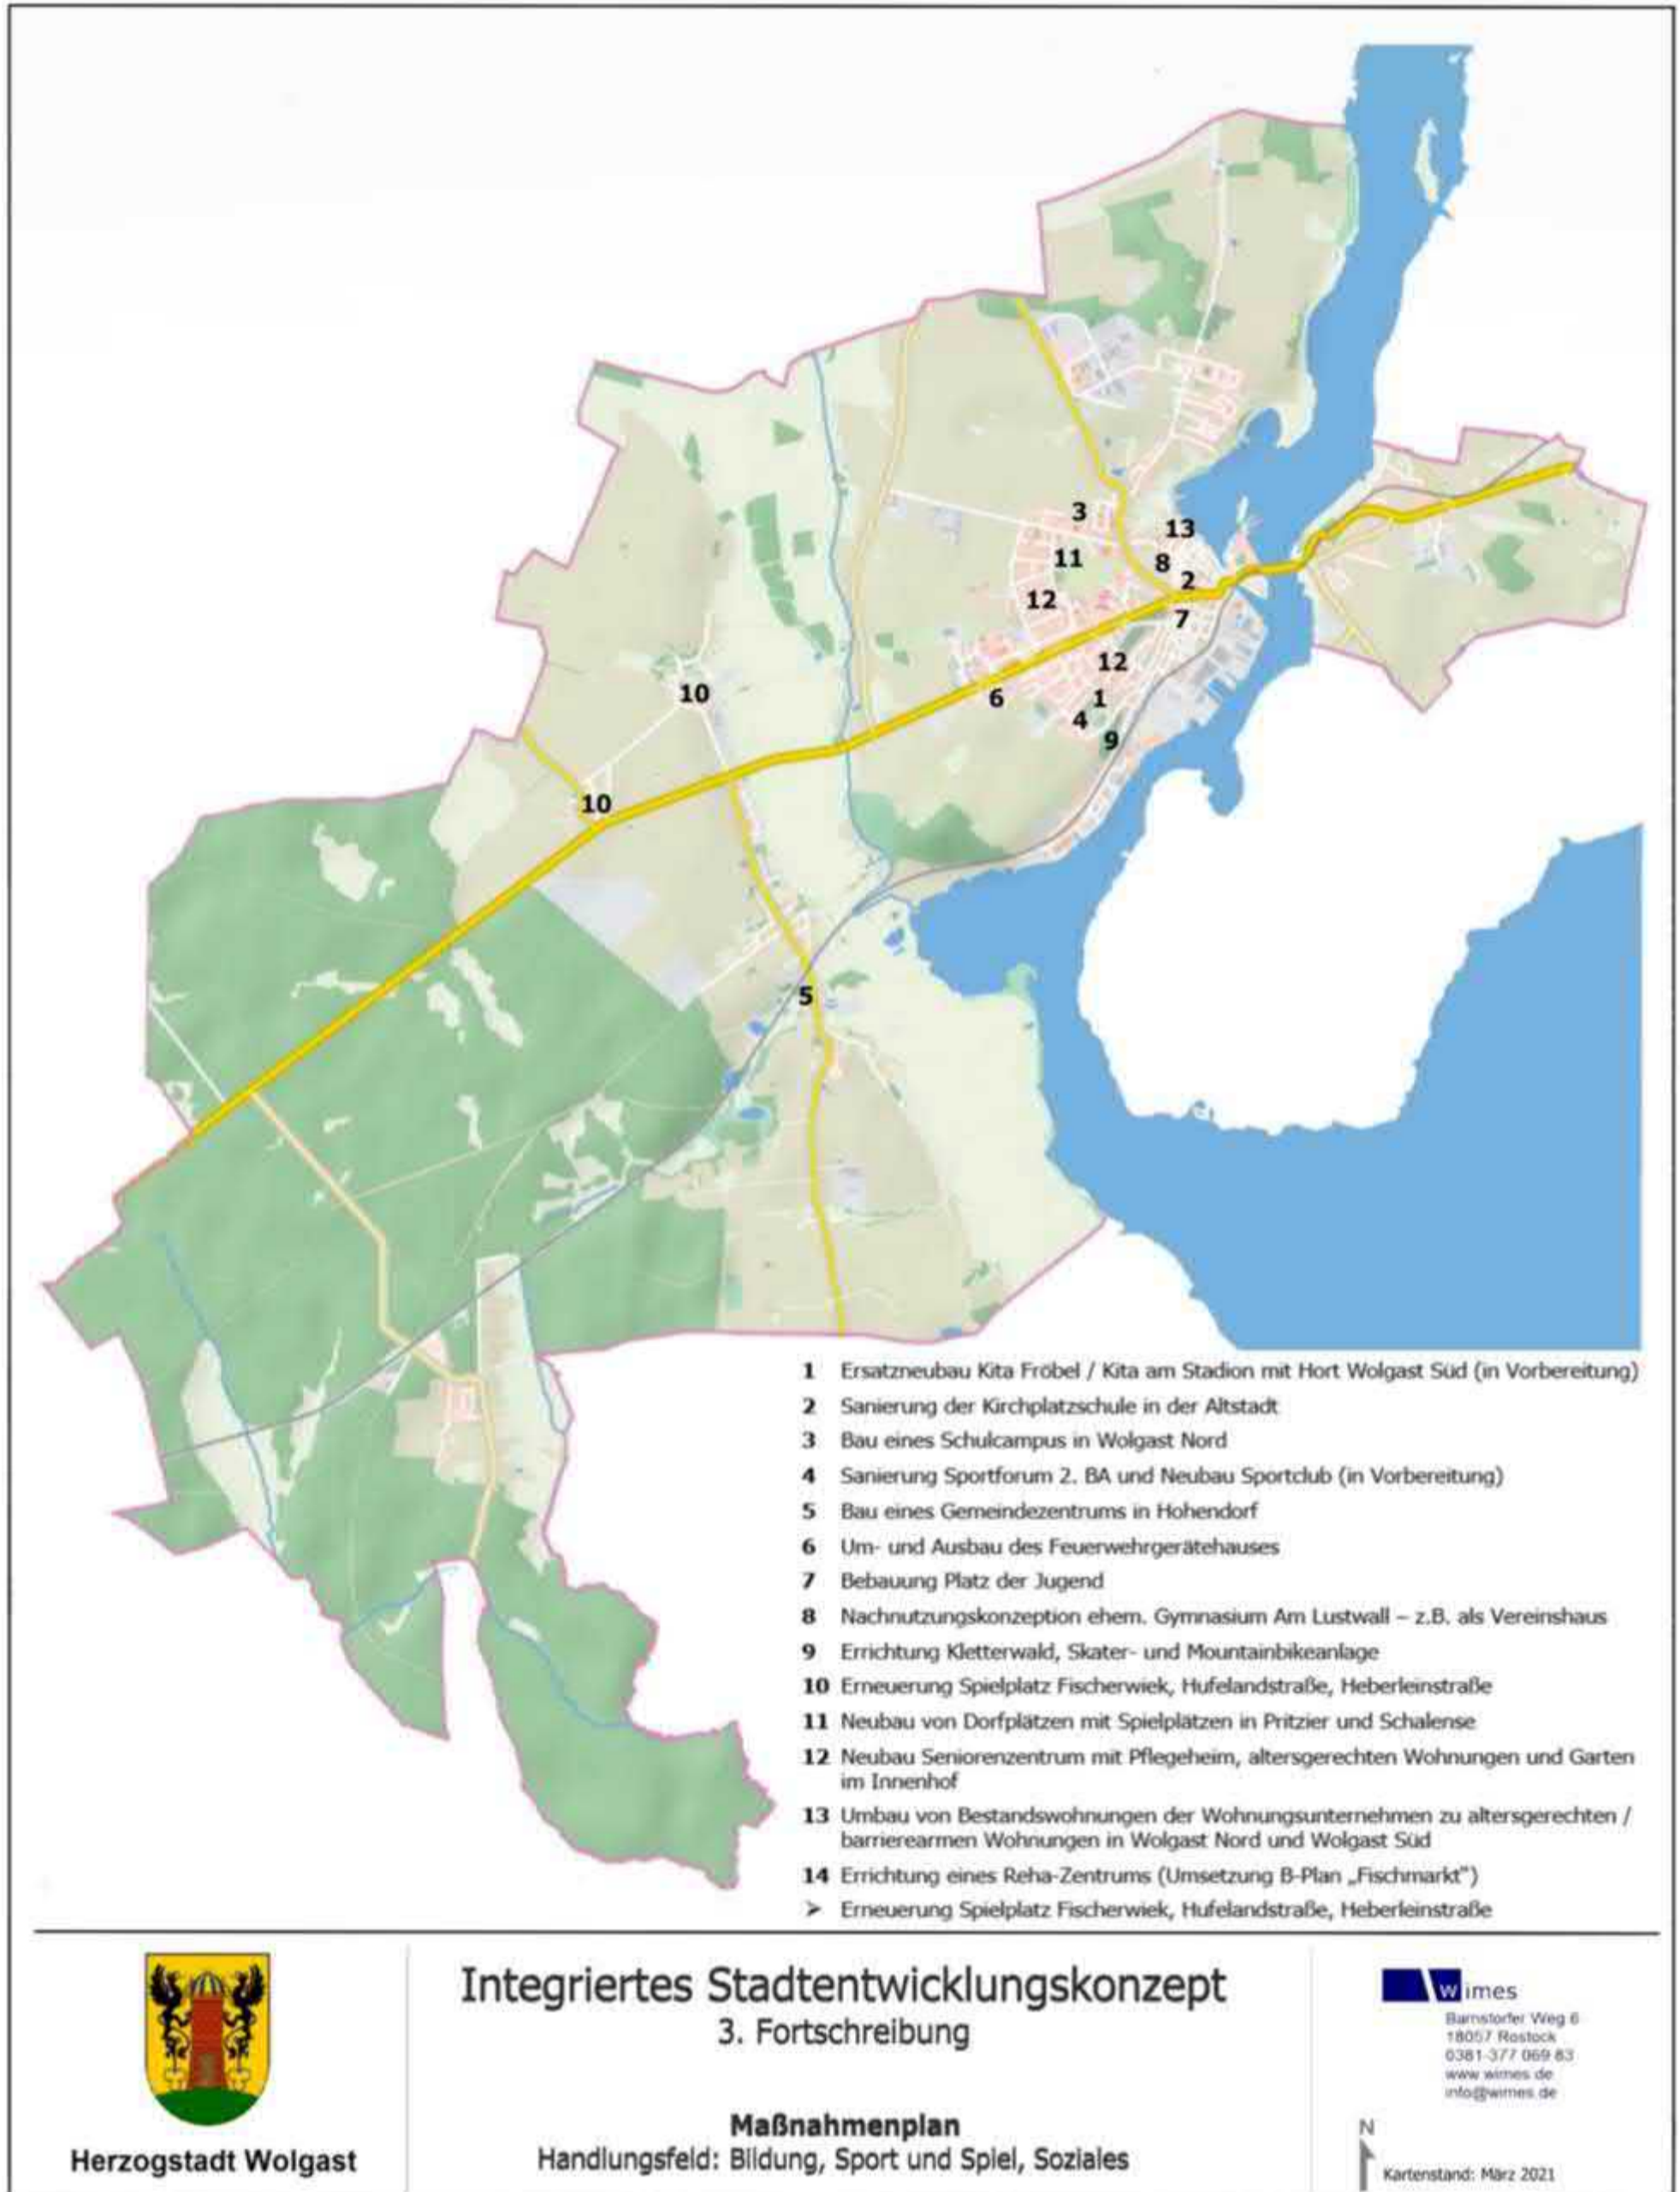 3
13
11
8
2
12
7
12
10
6
1
4
9
10
5
1 Ersatzneubau Kita Fröbel / Kita am Stadion mit Hort Wolgast Süd (in Vorbereitung)
2 Sanierung der Kirchplatzschule in der Altstadt
3 Bau eines Schulcampus in Wolgast Nord
4 Sanierung Sportforum 2. BA und Neubau Sportclub (in Vorbereitung)
5 Bau eines Gemeindezentrums in Hohendorf
6 Um- und Ausbau des Feuerwehrgerätehauses
7 Bebauung Platz der Jugend
8 Nachnutzungskonzeption ehem. Gymnasium Am Lustwall – z.B. als Vereinshaus
9 Errichtung Kletterwald, Skater- und Mountainbikeanlage
10 Erneuerung Spielplatz Fischerwiek, Hufelandstraße, Heberleinstraße
11 Neubau von Dorfplätzen mit Spielplätzen in Pritzier und Schalense
12 Neubau Seniorenzentrum mit Pflegeheim, altersgerechten Wohnungen und Garten
im Innenhof
13 Umbau von Bestandswohnungen der Wohnungsunternehmen zu altersgerechten /
barrierearmen Wohnungen in Wolgast Nord und Wolgast Süd
14 Errichtung eines Reha-Zentrums (Umsetzung B-Plan „Fischmarkt")
➢ Erneuerung Spielplatz Fischerwiek, Hufelandstraße, Heberleinstraße
Herzogstadt Wolgast
Integriertes Stadtentwicklungskonzept
3. Fortschreibung
Maßnahmenplan
Handlungsfeld: Bildung, Sport und Spiel, Soziales
wimes
Barnstorfer Weg 6
18057 Rostock
0381-377 069 83
www.wimes.de
info@wimes.de
N
Kartenstand: März 2021